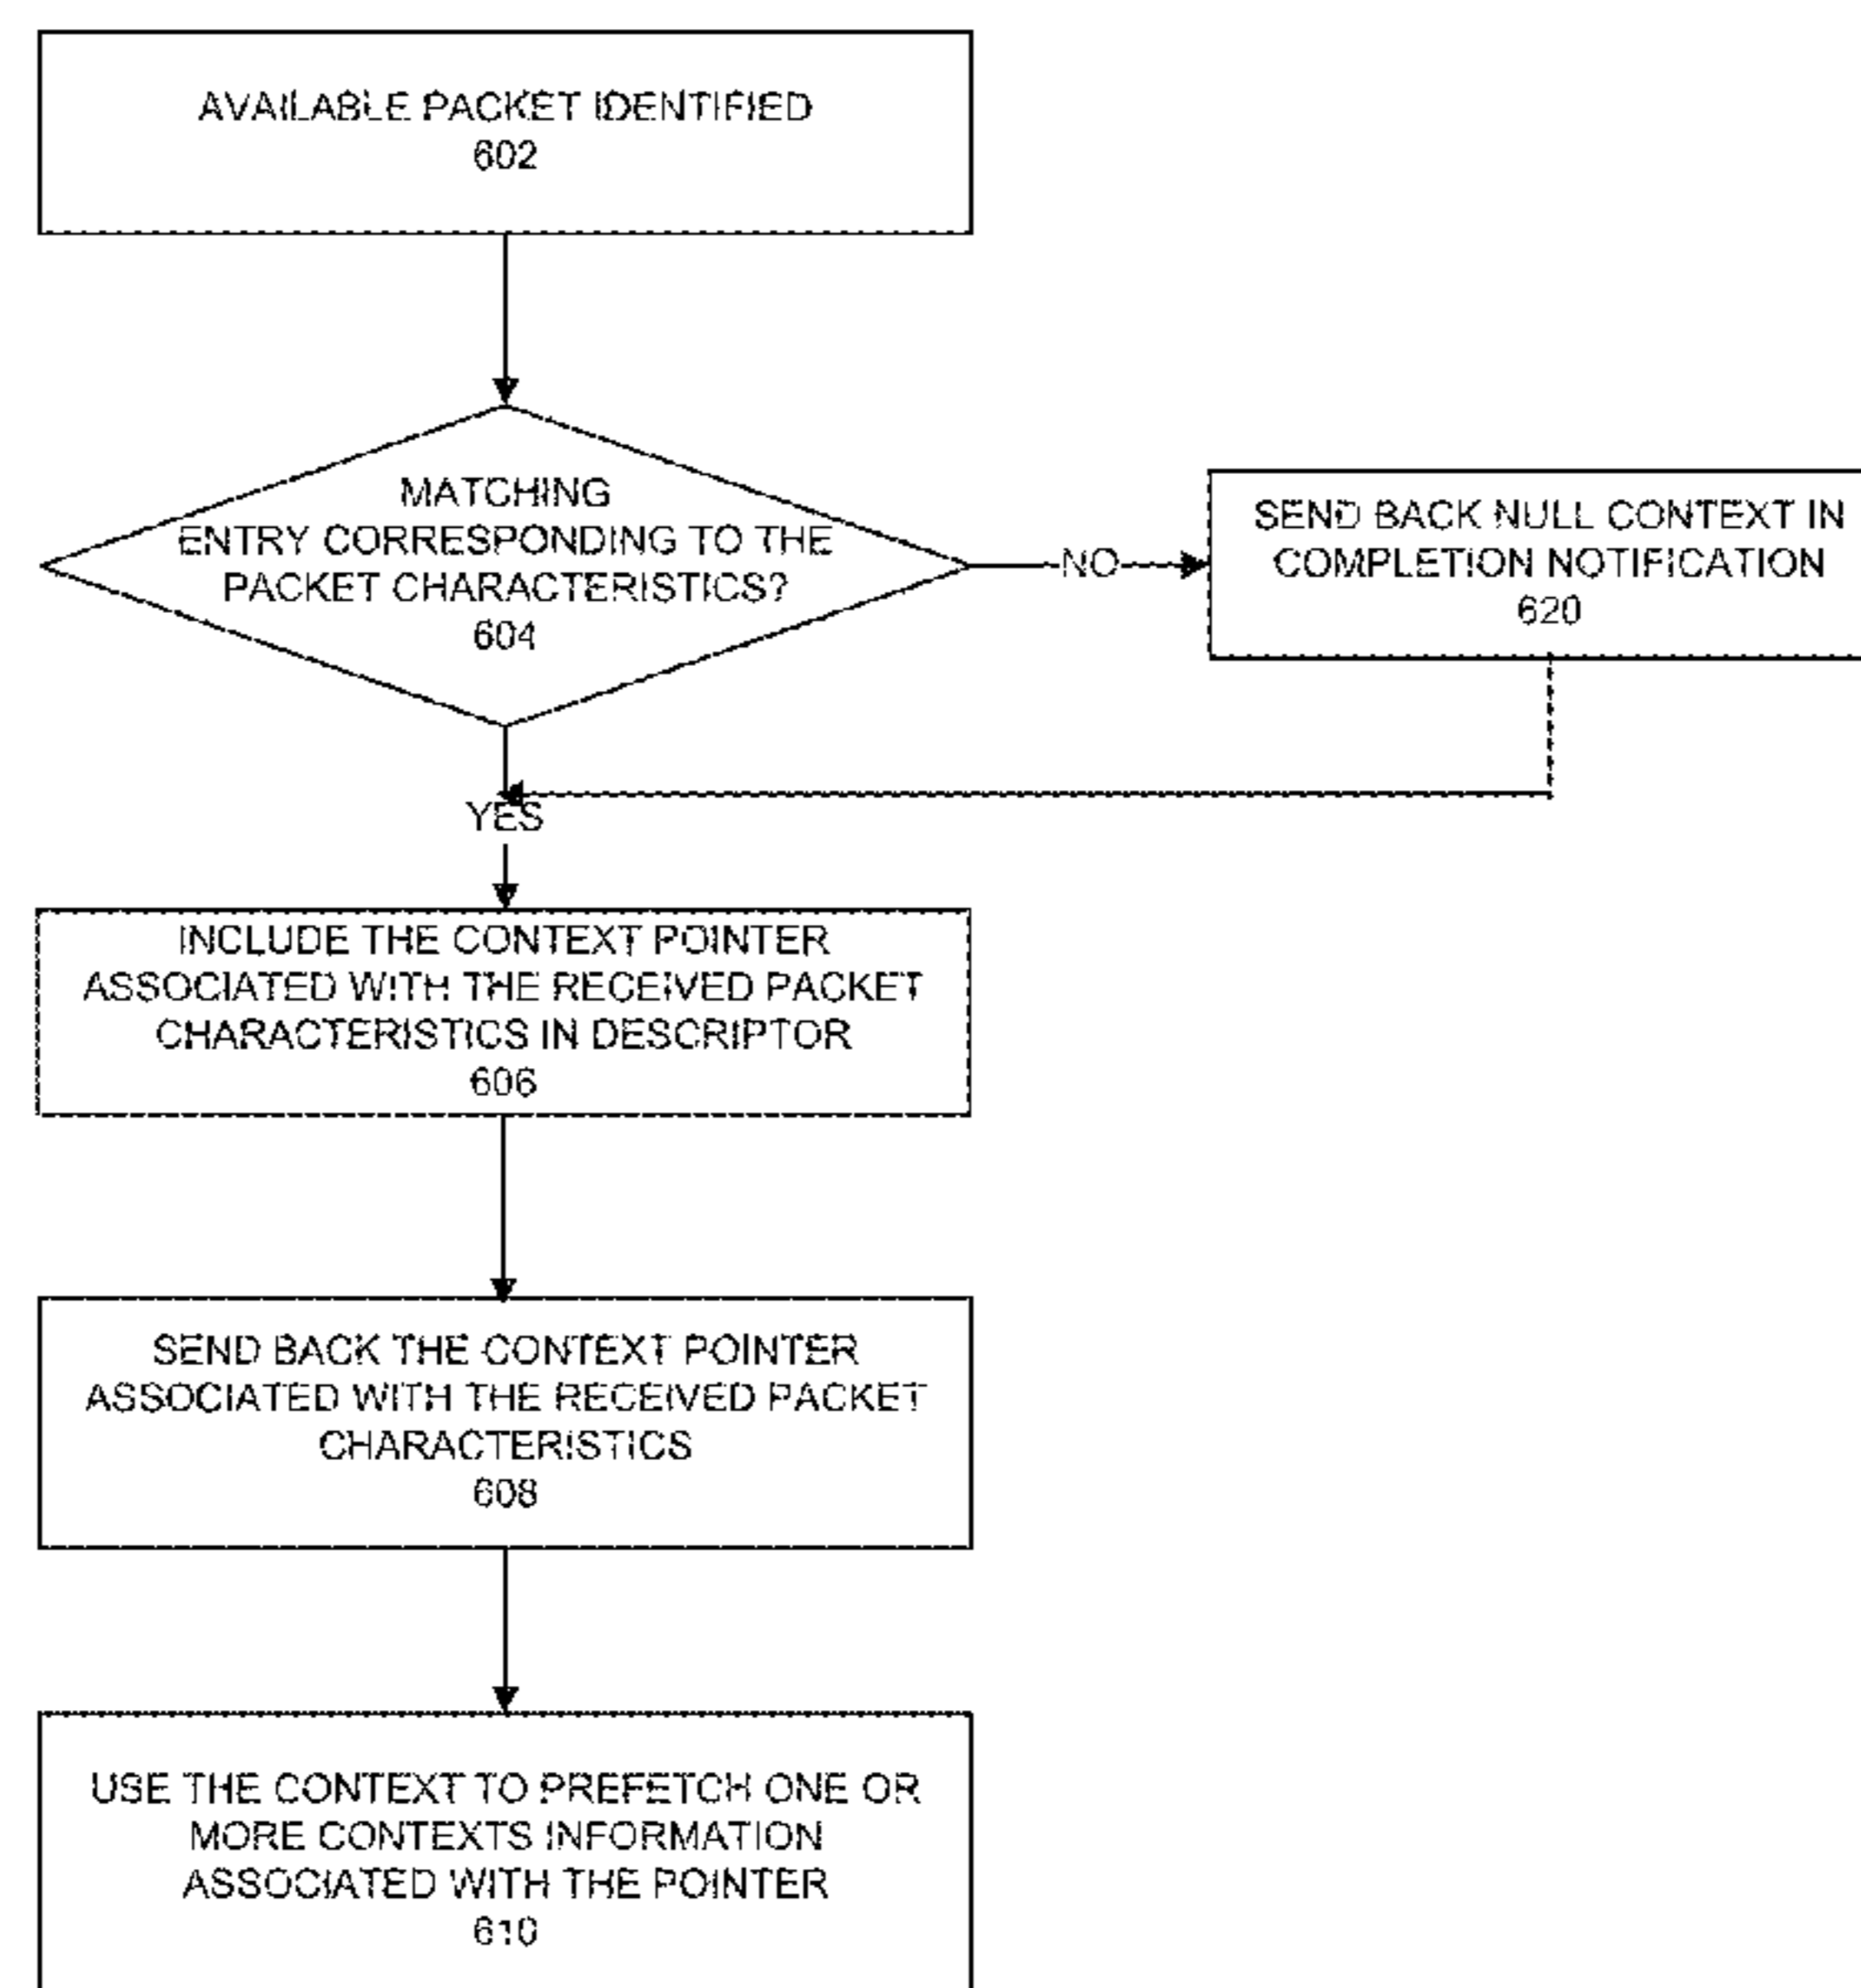 AVAILABLE PACKET IDENTIFIED
602
MATCHING
ENTRY CORRESPONDING TO THE
PACKET CHARACTERISTICS?
604
NO
SEND BACK NULL CONTEXT IN
COMPLETION NOTIFICATION
620
YES
INCLUDE THE CONTEXT POINTER
ASSOCIATED WITH THE RECEIVED PACKET
CHARACTERISTICS IN DESCRIPTOR
606
SEND BACK THE CONTEXT POINTER
ASSOCIATED WITH THE RECEIVED PACKET
CHARACTERISTICS
608
USE THE CONTEXT TO PREFETCH ONE OR
MORE CONTEXTS INFORMATION
ASSOCIATED WITH THE POINTER
610